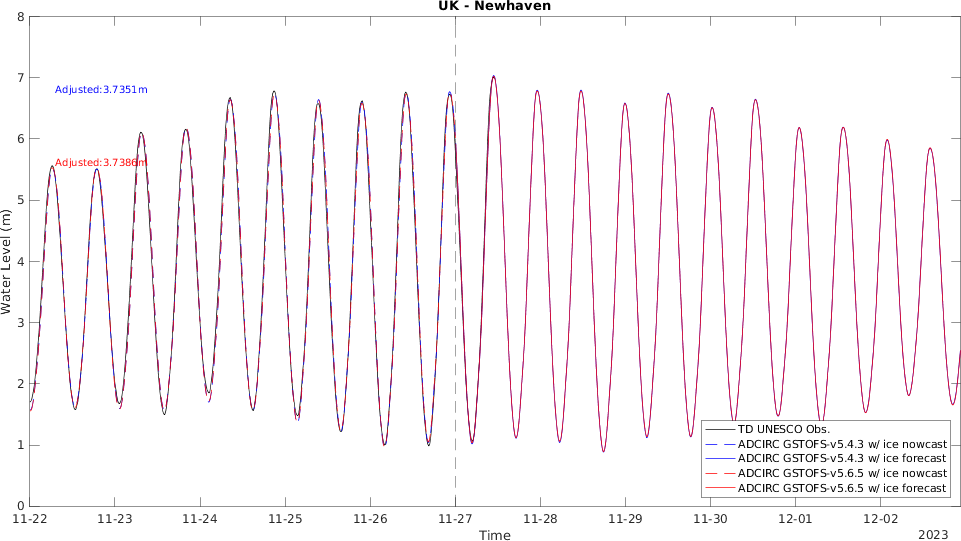 UK - Newhaven
8
7
6
5
4
3
2
1
0
Water Level (m)
Adjusted:3.7351m
Adjusted:3.7386m
TD UNESCO Obs.
ADCIRC GSTOFS-v5.4.3 w/ ice nowcast
ADCIRC GSTOFS-v5.4.3 w/ ice forecast
ADCIRC GSTOFS-v5.6.5 w/ ice nowcast
ADCIRC GSTOFS-v5.6.5 w/ ice forecast
11-22 11-23 11-24 11-25 11-26 11-27 11-28 11-29 11-30 12-01 12-02
Time
2023